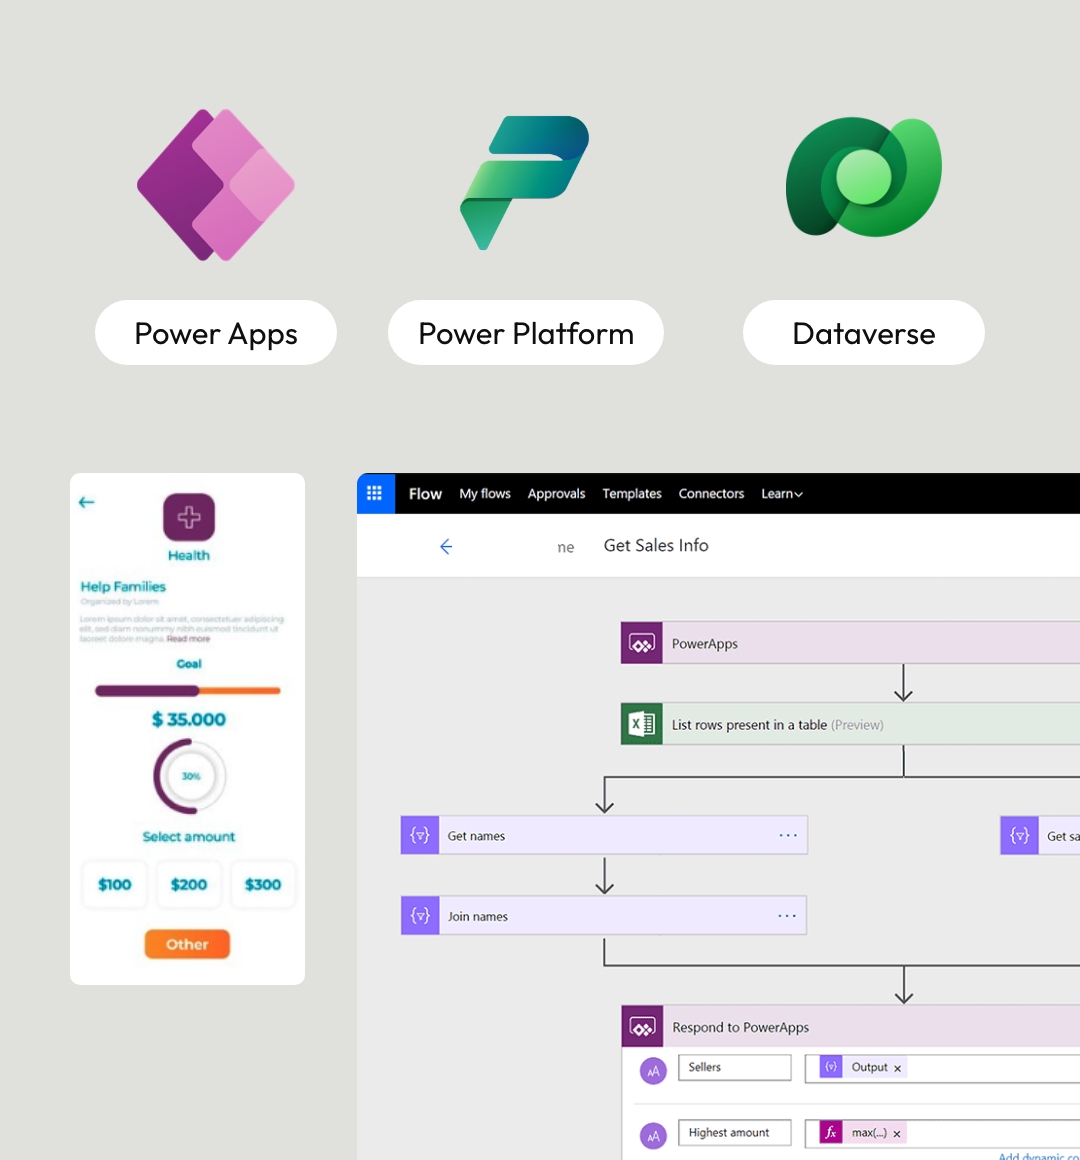 Power Apps
Power Platform
Dataverse
Health
Help Families
Organized by Lorem
Lorem ipsum dolor sit amet, consectetuer adipiscing
elit, sed diam nonummy nibh euismod tincidunt ut
laoreet dolore magna. Read more
Goal
$ 35.000
30%
Select amount
$100 $200 $300
Other
Flow My flows Approvals Templates Connectors Learn
ne Get Sales Info
PowerApps
List rows present in a table (Preview)
Get names ...
Get sa
Join names ...
Respond to PowerApps
Sellers Output x
Highest amount fx max(...) x
Add dynamic co